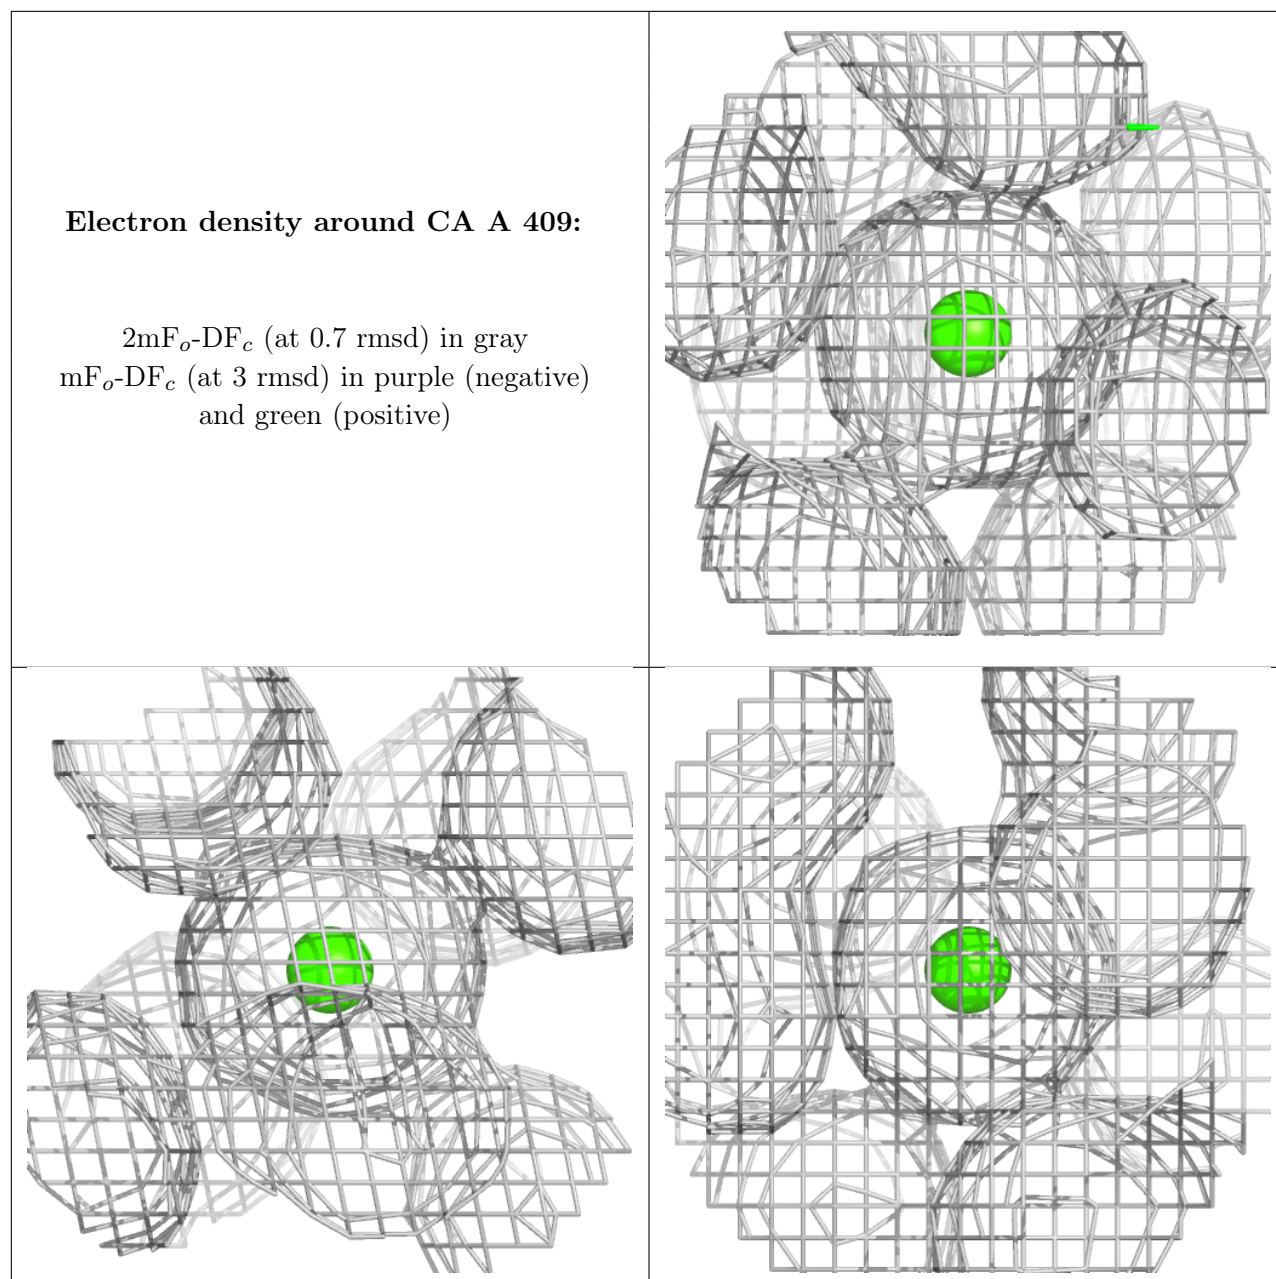 Electron density around CA A 409:
2mFo-DFc (at 0.7 rmsd) in gray
mFo-DFc (at 3 rmsd) in purple (negative)
and green (positive)